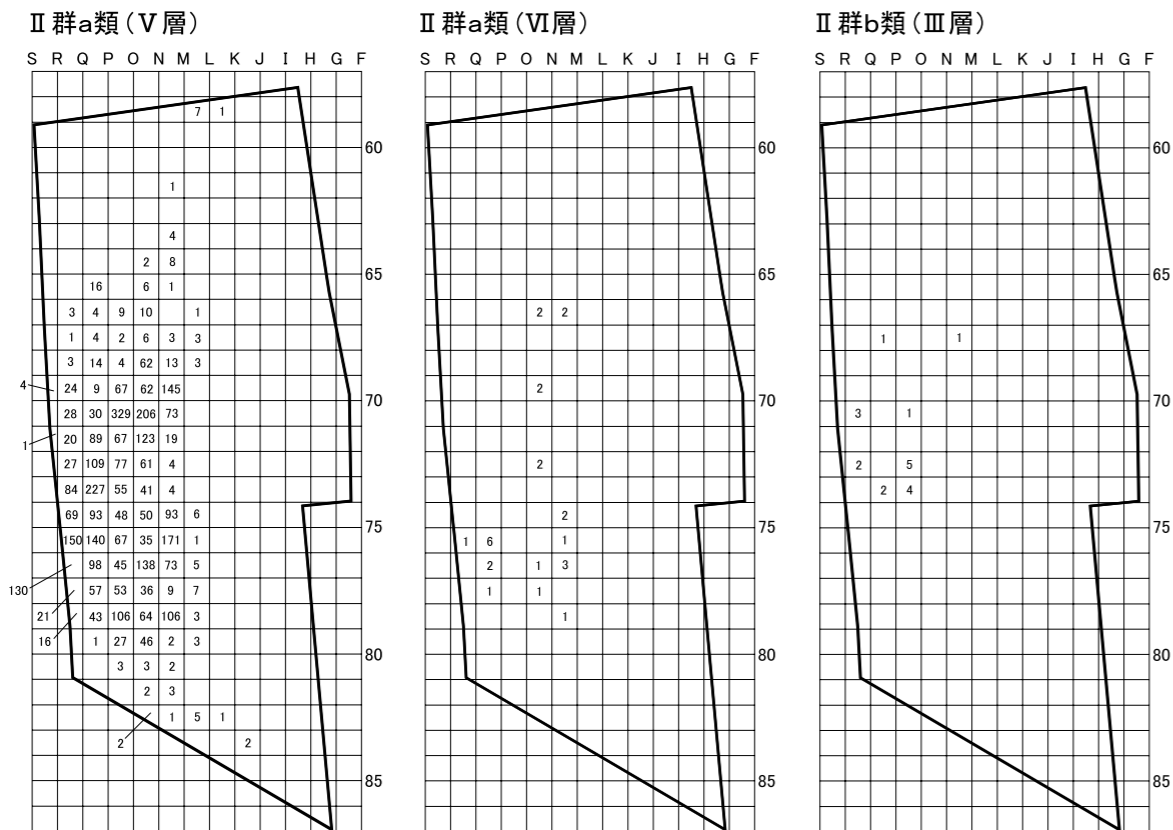 Ⅱ群a類(Ⅴ層)
S R Q P O N M L K J I H G F
7 1
60
1
4
2 8
65
16 6 1
3 4 9 10 1
1 4 2 6 3 3
3 14 4 62 13 3
4 24 9 67 62 145
70
28 30 329 206 73
1 20 89 67 123 19
27 109 77 61 4
84 227 55 41 4
75
69 93 48 50 93 6
150 140 67 35 171 1
98 45 138 73 5
130 57 53 36 9 7
21 43 106 64 106 3
16 1 27 46 2 3
80
3 3 2
2 3
1 5 1
2 2
85
Ⅱ群a類(Ⅵ層)
S R Q P O N M L K J I H G F
60
65
2 2
2
70
2
2
75
1 6 1
2 1 3
1 1
1
80
85
Ⅱ群b類(Ⅲ層)
S R Q P O N M L K J I H G F
60
65
1 1
70
3 1
2 5
2 4
75
80
85